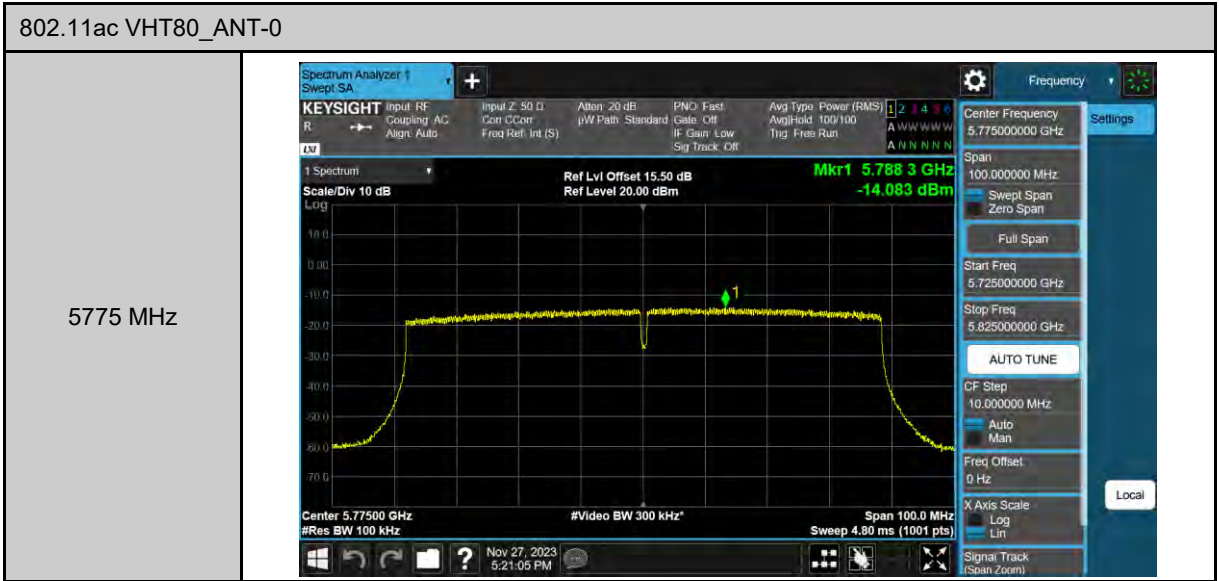 802.11ac VHT80_ANT-0
5775 MHz
Spectrum Analyzer 1
Swept SA
+
Frequency
KEYSIGHT
R
LXI
Input: RF
Coupling: AC
Align: Auto
Input Z: 50 Ω
Corr CCorr
Freq Ref: Int (S)
Atten: 20 dB
µW Path: Standard
PNO: Fast
Gate: Off
IF Gain: Low
Sig Track: Off
Avg Type: Power (RMS)
Avg|Hold: 100/100
Trig: Free Run
1 2 3 4 5 6
A W W W W W
A N N N N N
1 Spectrum
Scale/Div 10 dB
Log
Ref Lvl Offset 15.50 dB
Ref Level 20.00 dBm
Mkr1 5.788 3 GHz
-14.083 dBm
10.0
0.00
-10.0
-20.0
-30.0
-40.0
-50.0
-60.0
-70.0
1
Center 5.77500 GHz
#Res BW 100 kHz
#Video BW 300 kHz*
Span 100.0 MHz
Sweep 4.80 ms (1001 pts)
Nov 27, 2023
5:21:05 PM
?
Center Frequency
5.775000000 GHz
Settings
Span
100.000000 MHz
Swept Span
Zero Span
Full Span
Start Freq
5.725000000 GHz
Stop Freq
5.825000000 GHz
AUTO TUNE
CF Step
10.000000 MHz
Auto
Man
Freq Offset
0 Hz
X Axis Scale
Log
Lin
Local
Signal Track
(Span Zoom)